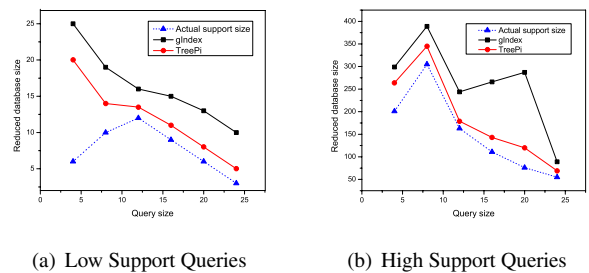 Actual support size
gIndex
TreePi
25
20
15
10
5
Reduced database size
0
5
10
15
20
25
Query size
(a) Low Support Queries
Actual support size
gIndex
TreePi
400
350
300
250
200
150
100
50
Reduced database size
0
5
10
15
20
25
Query size
(b) High Support Queries